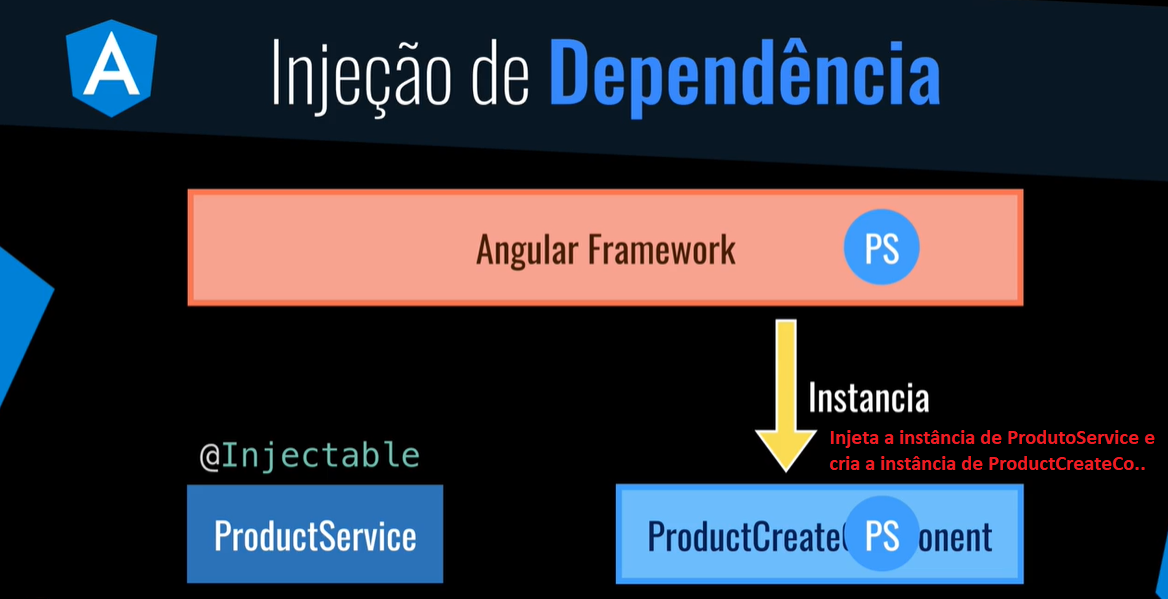 A
Injeção de Dependência
Angular Framework
PS
Instancia
Injeta a instância de ProdutoService e
cria a instância de ProductCreateCo..
@Injectable
ProductService
ProductCreate PS onent